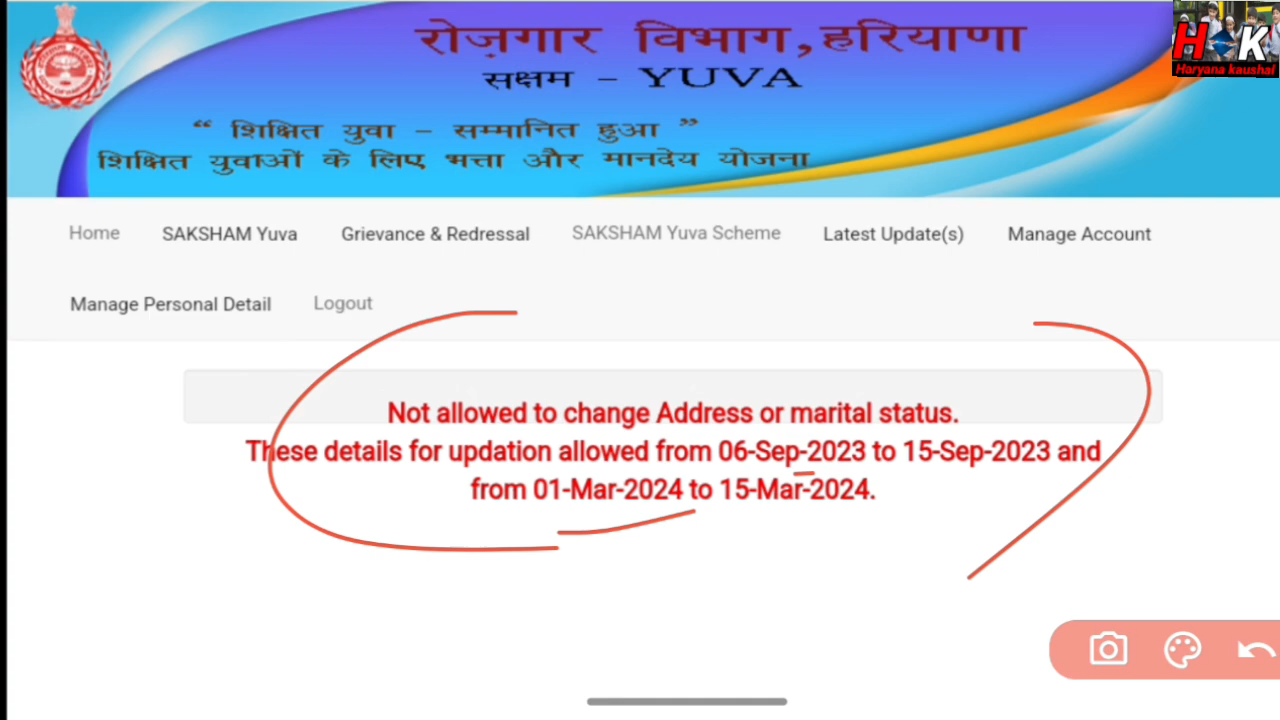 रोज़गार विभाग, हरियाणा
सक्षम - YUVA
“ शिक्षित युवा - सम्मानित हुआ ”
शिक्षित युवाओं के लिए भत्ता और मानदेय योजना
H K
Haryana kaushal
Home SAKSHAM Yuva Grievance & Redressal SAKSHAM Yuva Scheme Latest Update(s) Manage Account
Manage Personal Detail Logout
Not allowed to change Address or marital status.
These details for updation allowed from 06-Sep-2023 to 15-Sep-2023 and
from 01-Mar-2024 to 15-Mar-2024.